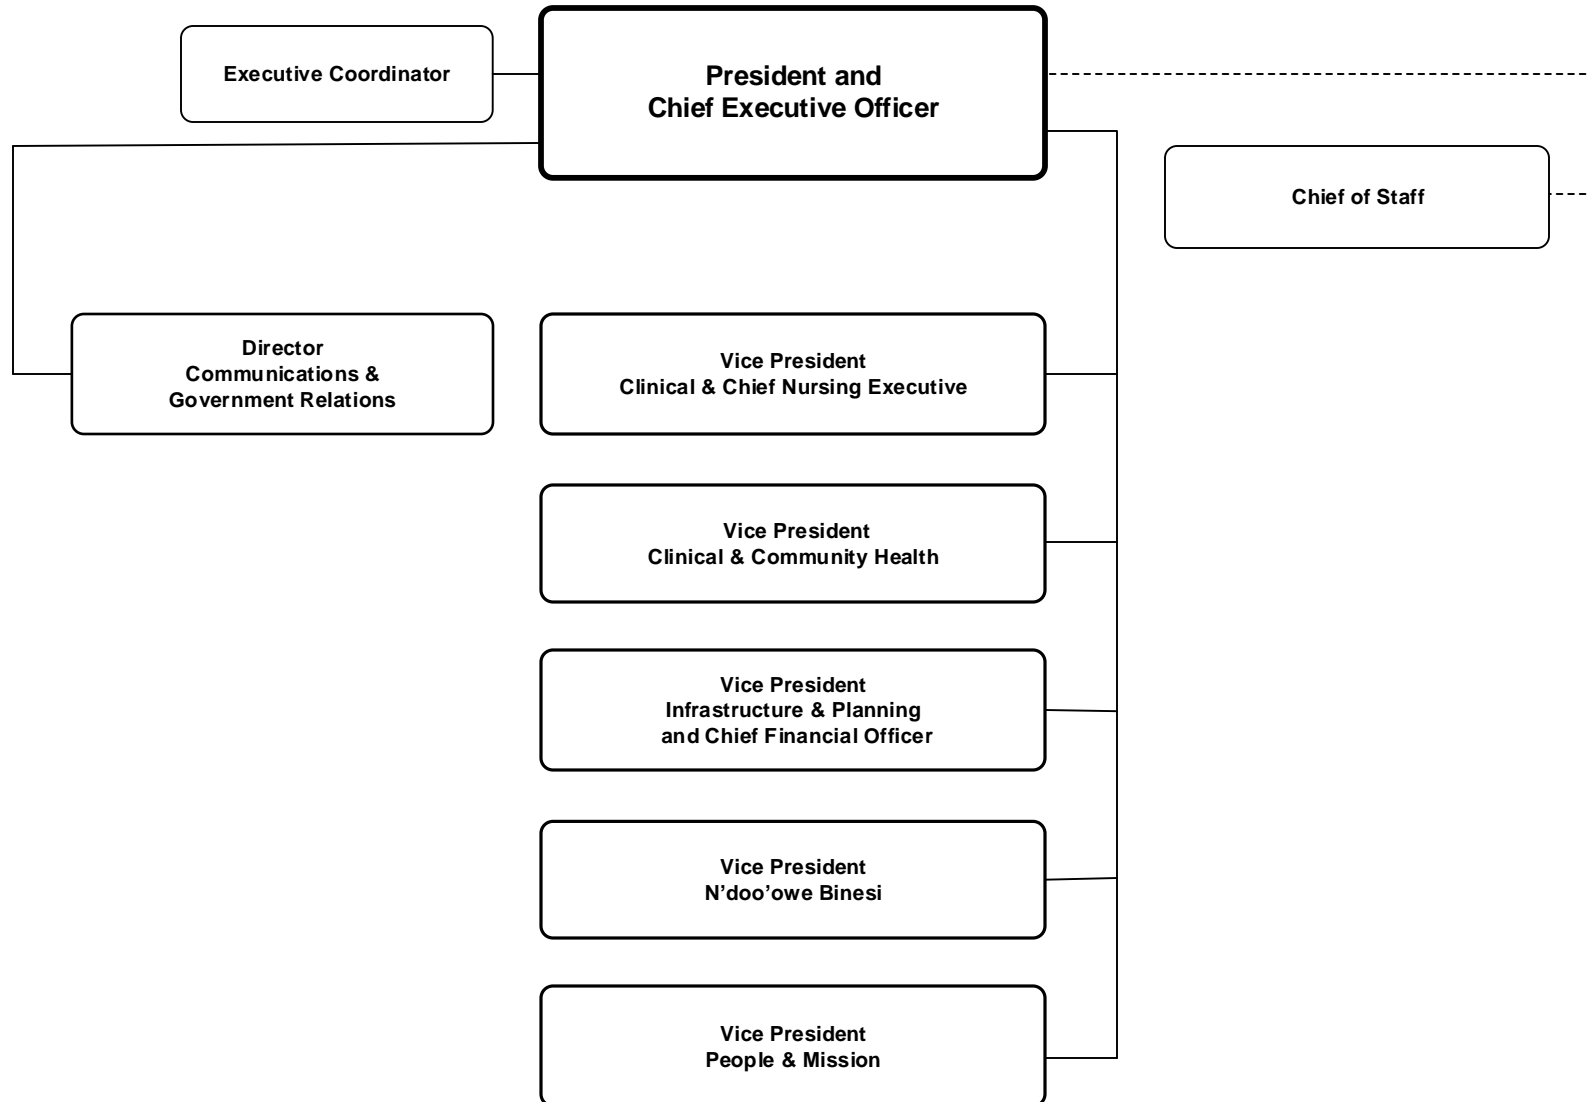 Executive Coordinator
President and
Chief Executive Officer
Chief of Staff
Director
Communications &
Government Relations
Vice President
Clinical & Chief Nursing Executive
Vice President
Clinical & Community Health
Vice President
Infrastructure & Planning
and Chief Financial Officer
Vice President
N’doo’owe Binesi
Vice President
People & Mission